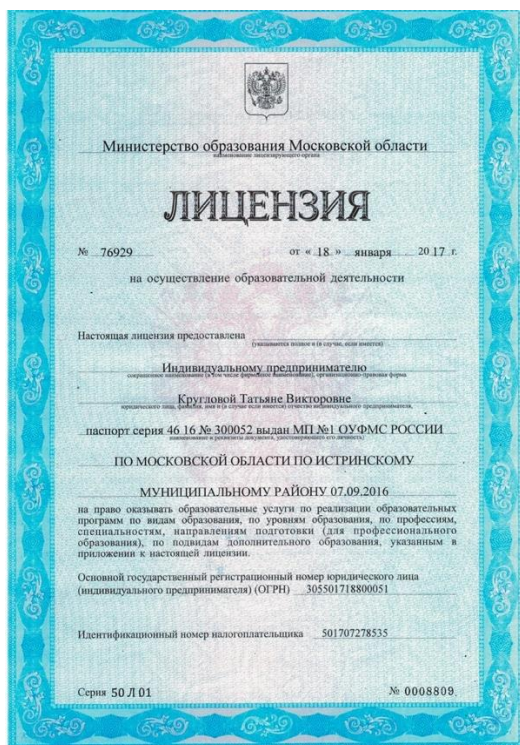 Министерство образования Московской области
наименование лицензирующего органа
ЛИЦЕНЗИЯ
№ 76929 от « 18 » января 20 17 г.
на осуществление образовательной деятельности
Настоящая лицензия предоставлена
(указываются полное и (в случае, если имеется)
Индивидуальному предпринимателю
сокращенное наименование (в том числе фирменное наименование), организационно-правовая форма
Кругловой Татьяне Викторовне
юридического лица, фамилия, имя и (в случае если имеется) отчество индивидуального предпринимателя,
паспорт серия 46 16 № 300052 выдан МП №1 ОУФМС РОССИИ
наименование и реквизиты документа, удостоверяющего его личность)
ПО МОСКОВСКОЙ ОБЛАСТИ ПО ИСТРИНСКОМУ
МУНИЦИПАЛЬНОМУ РАЙОНУ 07.09.2016
на право оказывать образовательные услуги по реализации образовательных
программ по видам образования, по уровням образования, по профессиям,
специальностям, направлениям подготовки (для профессионального
образования), по подвидам дополнительного образования, указанным в
приложении к настоящей лицензии.
Основной государственный регистрационный номер юридического лица
(индивидуального предпринимателя) (ОГРН) 305501718800051
Идентификационный номер налогоплательщика 501707278535
Серия 50 Л 01 № 0008809